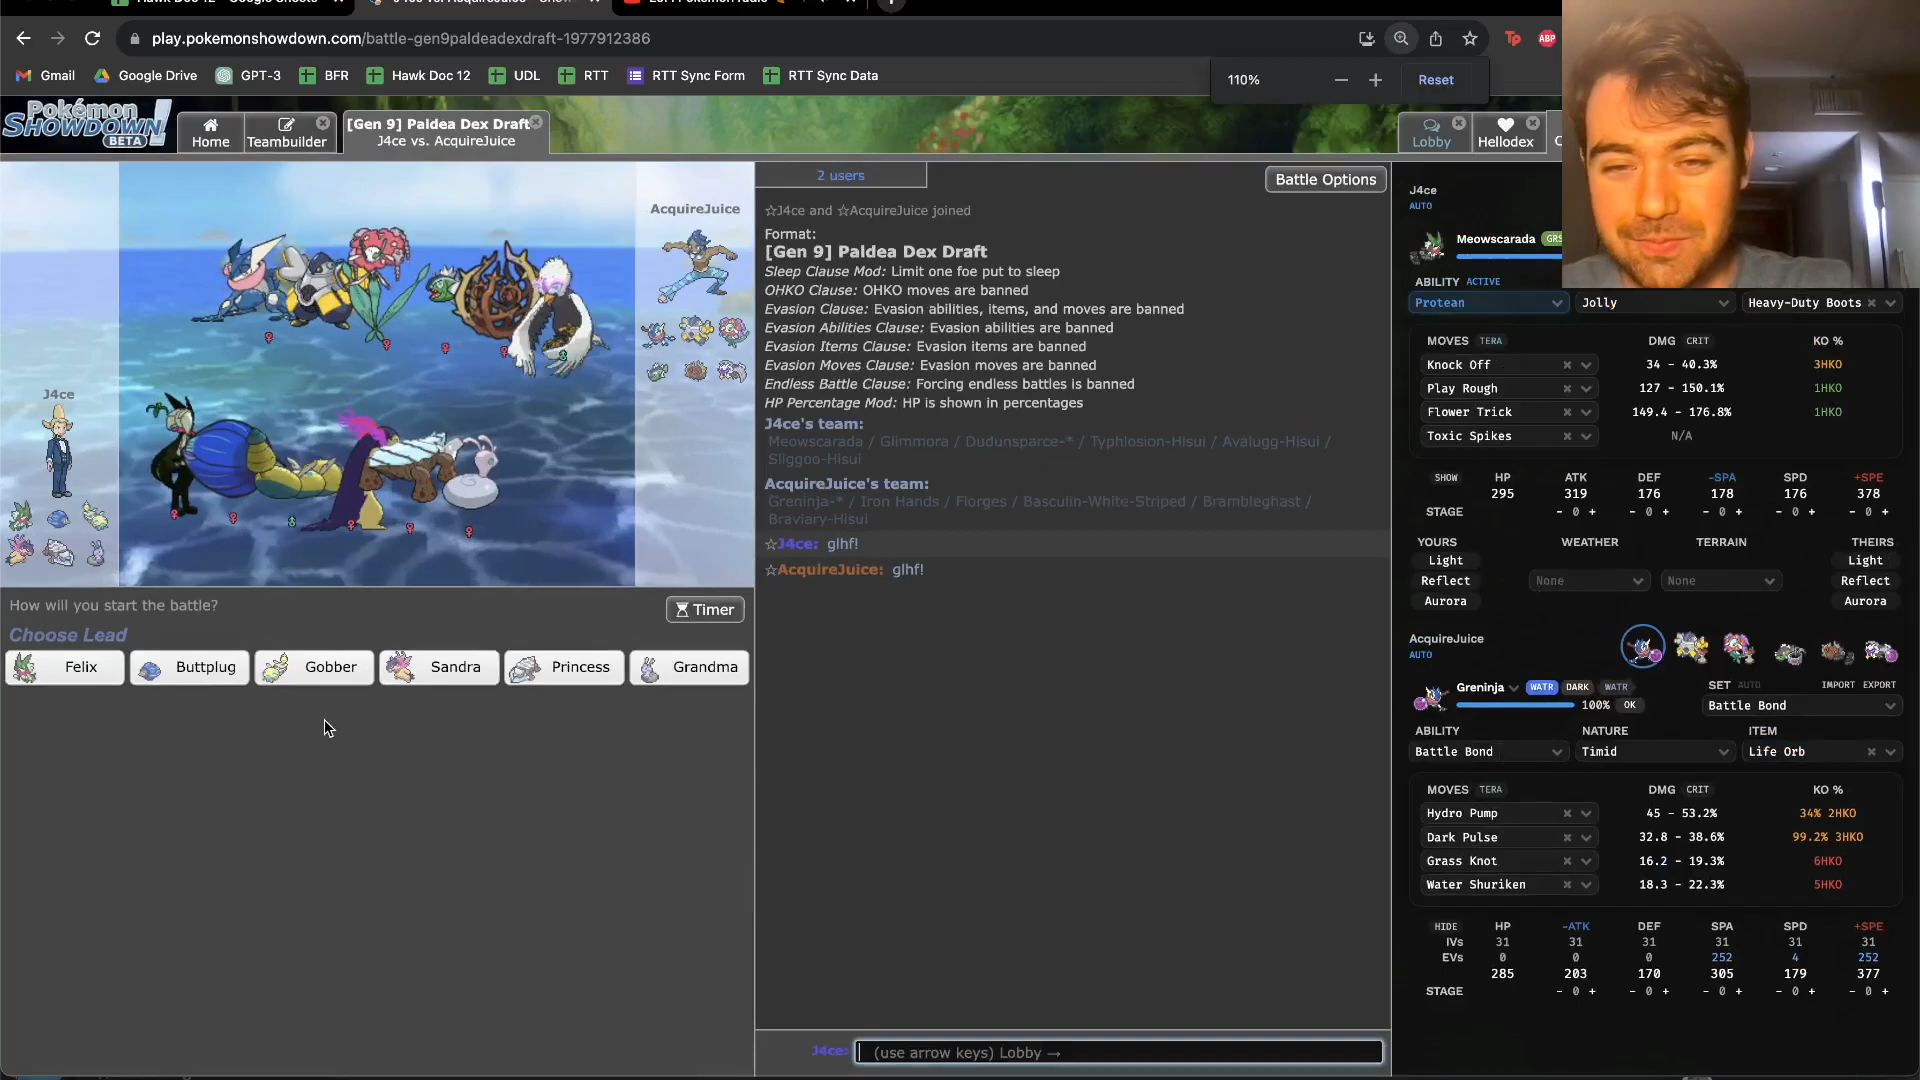 play.pokemonshowdown.com/battle-gen9paldeadexdraft-1977912386
ABP
Gmail Google Drive GPT-3 BFR Hawk Doc 12 UDL RTT RTT Sync Form RTT Sync Data
110% Reset
Pokémon
SHOWDOWN!
BETA
Home
Teambuilder
[Gen 9] Paldea Dex Draft
J4ce vs. AcquireJuice
Lobby
Hellodex
AcquireJuice
J4ce
How will you start the battle?
Timer
Choose Lead
Felix Buttplug Gobber Sandra Princess Grandma
2 users
Battle Options
☆J4ce and ☆AcquireJuice joined
Format:
[Gen 9] Paldea Dex Draft
Sleep Clause Mod: Limit one foe put to sleep
OHKO Clause: OHKO moves are banned
Evasion Clause: Evasion abilities, items, and moves are banned
Evasion Abilities Clause: Evasion abilities are banned
Evasion Items Clause: Evasion items are banned
Evasion Moves Clause: Evasion moves are banned
Endless Battle Clause: Forcing endless battles is banned
HP Percentage Mod: HP is shown in percentages
J4ce's team:
Meowscarada / Glimmora / Dudunsparce-* / Typhlosion-Hisui / Avalugg-Hisui /
Sliggoo-Hisui
AcquireJuice's team:
Greninja-* / Iron Hands / Florges / Basculin-White-Striped / Brambleghast /
Braviary-Hisui
☆J4ce: glhf!
☆AcquireJuice: glhf!
J4ce: (use arrow keys) Lobby →
J4ce
AUTO
Meowscarada
ABILITY ACTIVE
Protean Jolly Heavy-Duty Boots
MOVES TERA DMG CRIT KO %
Knock Off 34 - 40.3% 3HKO
Play Rough 127 - 150.1% 1HKO
Flower Trick 149.4 - 176.8% 1HKO
Toxic Spikes N/A
SHOW HP ATK DEF -SPA SPD +SPE
295 319 176 178 176 378
STAGE - 0 + - 0 + - 0 + - 0 + - 0 +
YOURS WEATHER TERRAIN THEIRS
Light Light
Reflect None None Reflect
Aurora Aurora
AcquireJuice
AUTO
Greninja WATR DARK WATR SET AUTO IMPORT EXPORT
100% OK Battle Bond
ABILITY NATURE ITEM
Battle Bond Timid Life Orb
MOVES TERA DMG CRIT KO %
Hydro Pump 45 - 53.2% 34% 2HKO
Dark Pulse 32.8 - 38.6% 99.2% 3HKO
Grass Knot 16.2 - 19.3% 6HKO
Water Shuriken 18.3 - 22.3% 5HKO
HIDE HP -ATK DEF SPA SPD +SPE
IVs 31 31 31 31 31 31
EVs 0 0 0 252 4 252
285 203 170 305 179 377
STAGE - 0 + - 0 + - 0 + - 0 + - 0 +